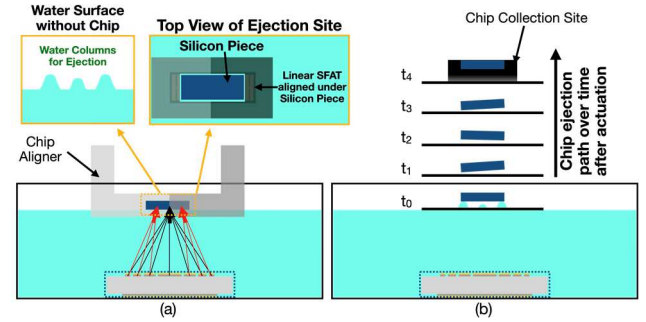 Water Surface
without Chip
Water Columns
for Ejection
Top View of Ejection Site
Silicon Piece
Linear SFAT
aligned under
Silicon Piece
Chip
Aligner
(a)
Chip Collection Site
t4
t3
t2
t1
t0
Chip ejection
path over time
after actuation
(b)